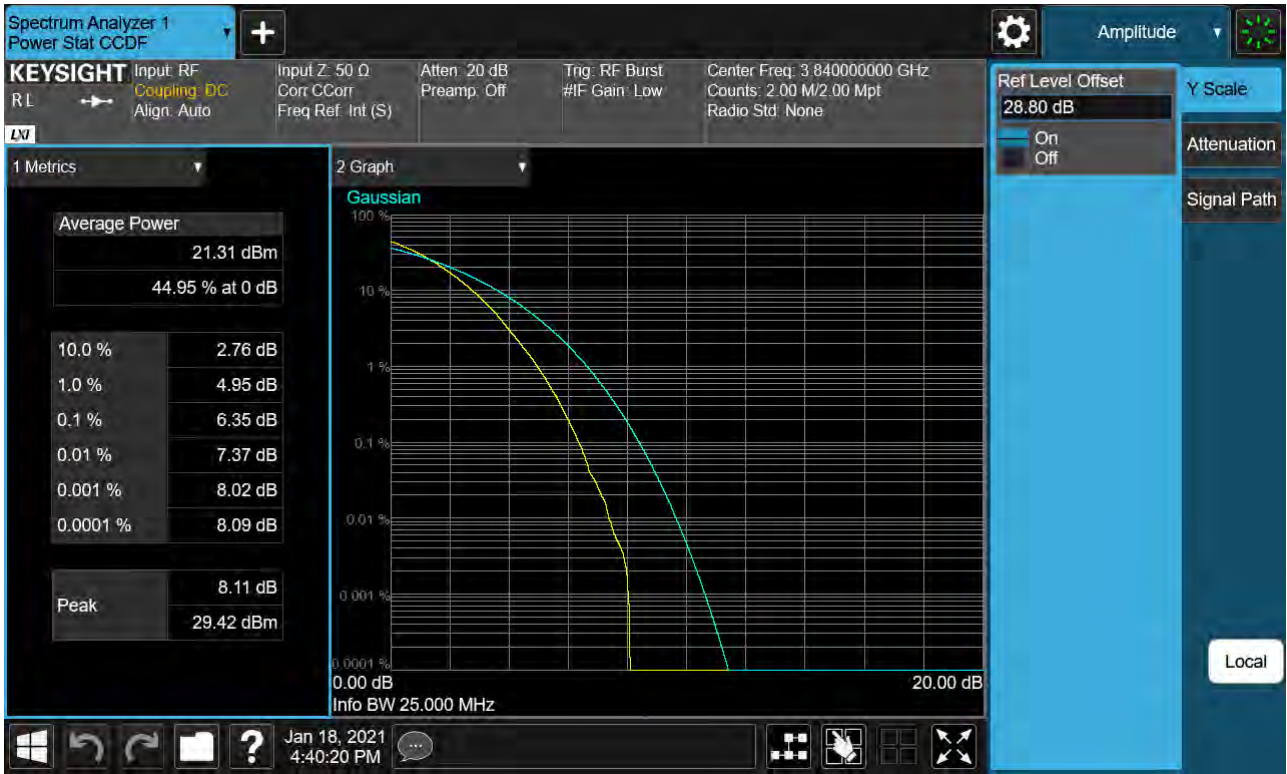 Spectrum Analyzer 1
Power Stat CCDF
Amplitude
KEYSIGHT
RL
LXI
Input: RF
Coupling: DC
Align: Auto
Input Z: 50 Ω
Corr CCorr
Freq Ref: Int (S)
Atten: 20 dB
Preamp: Off
Trig: RF Burst
#IF Gain: Low
Center Freq: 3.840000000 GHz
Counts: 2.00 M/2.00 Mpt
Radio Std: None
Ref Level Offset
28.80 dB
On
Off
Y Scale
Attenuation
Signal Path
1 Metrics
Average Power
21.31 dBm
44.95 % at 0 dB
10.0 % 2.76 dB
1.0 % 4.95 dB
0.1 % 6.35 dB
0.01 % 7.37 dB
0.001 % 8.02 dB
0.0001 % 8.09 dB
Peak
8.11 dB
29.42 dBm
2 Graph
Gaussian
100 %
10 %
1 %
0.1 %
0.01 %
0.001 %
0.0001 %
0.00 dB 20.00 dB
Info BW 25.000 MHz
Local
?
Jan 18, 2021
4:40:20 PM